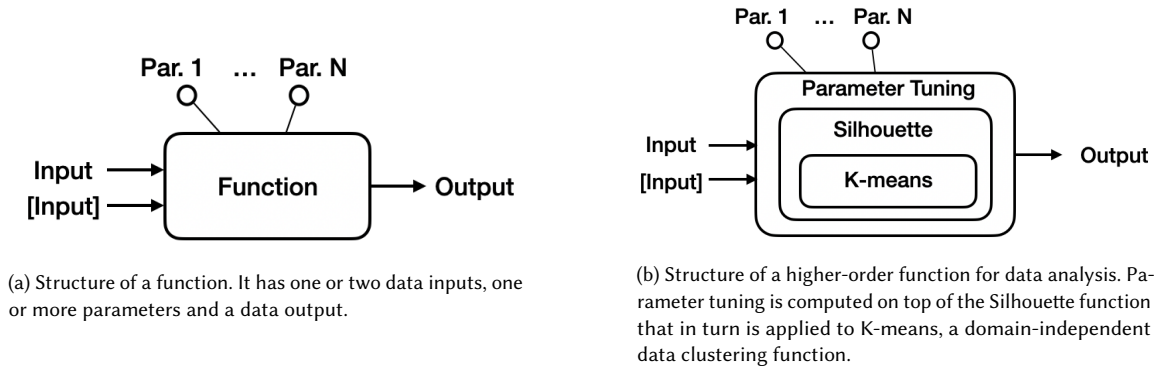 Par. 1 ... Par. N
Input
[Input]
Function
Output
(a) Structure of a function. It has one or two data inputs, one
or more parameters and a data output.
Par. 1 ... Par. N
Parameter Tuning
Silhouette
K-means
Input
[Input]
Output
(b) Structure of a higher-order function for data analysis. Pa-
rameter tuning is computed on top of the Silhouette function
that in turn is applied to K-means, a domain-independent
data clustering function.